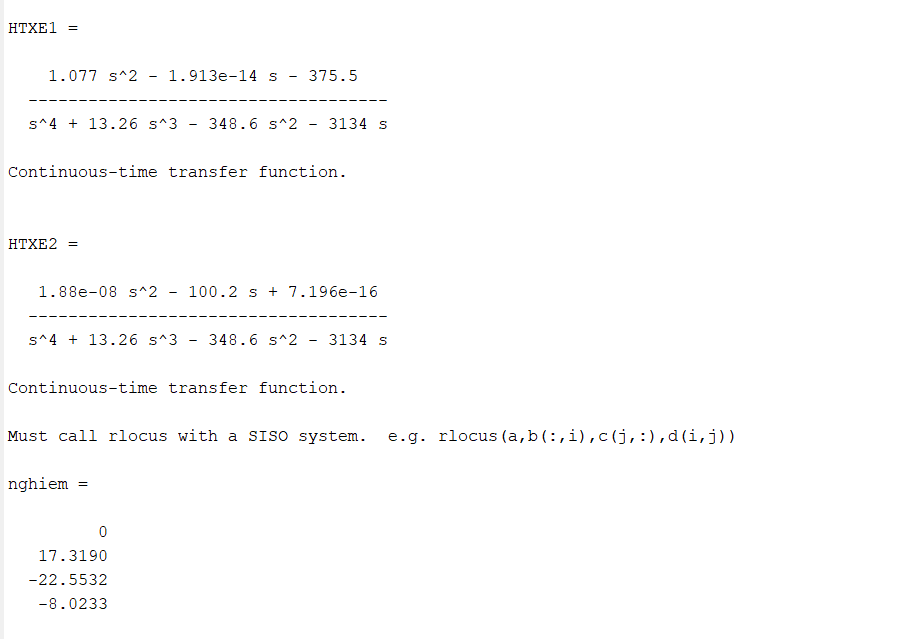 HTXE1 =
1.077 s^2 - 1.913e-14 s - 375.5
------------------------------------
s^4 + 13.26 s^3 - 348.6 s^2 - 3134 s
Continuous-time transfer function.
HTXE2 =
1.88e-08 s^2 - 100.2 s + 7.196e-16
------------------------------------
s^4 + 13.26 s^3 - 348.6 s^2 - 3134 s
Continuous-time transfer function.
Must call rlocus with a SISO system.  e.g. rlocus(a,b(:,i),c(j,:),d(i,j))
nghiem =
0
17.3190
-22.5532
-8.0233